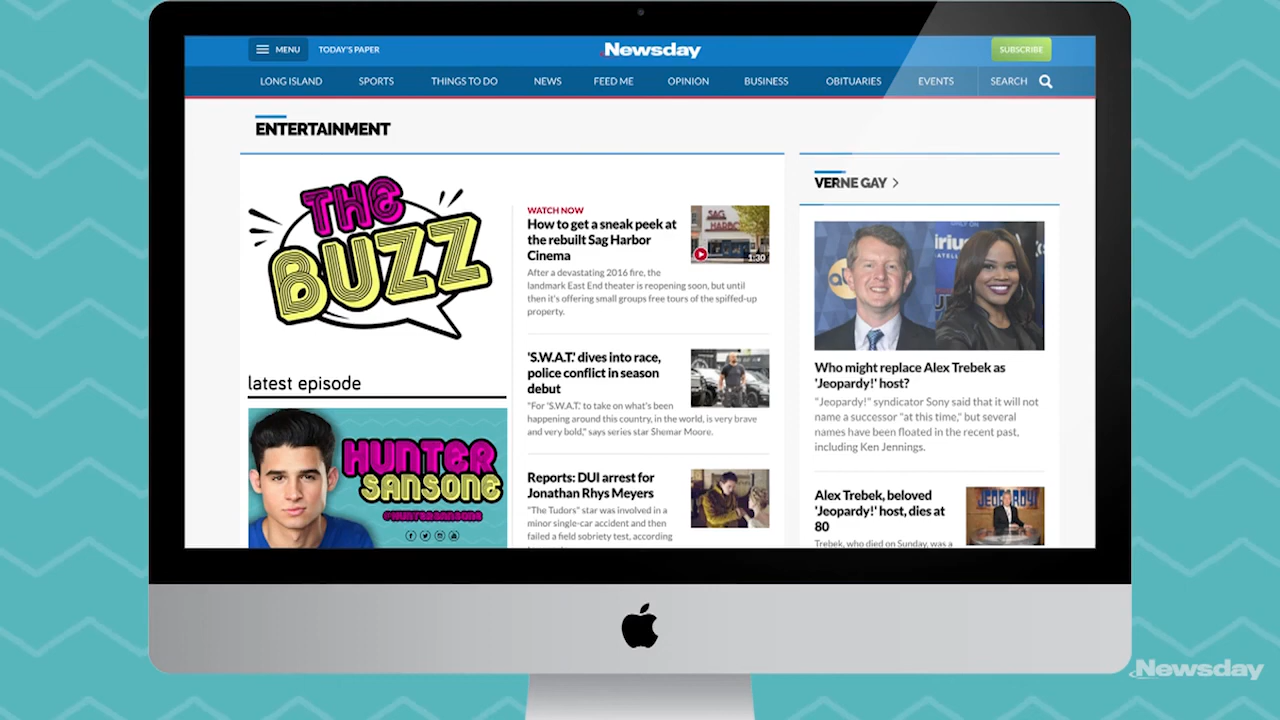 MENU
TODAY'S PAPER
Newsday
SUBSCRIBE
LONG ISLAND
SPORTS
THINGS TO DO
NEWS
FEED ME
OPINION
BUSINESS
OBITUARIES
EVENTS
SEARCH
ENTERTAINMENT
THE
BUZZ
latest episode
HUNTER
SANSONE
@HUNTERSANSONE
WATCH NOW
How to get a sneak peek at
the rebuilt Sag Harbor
Cinema
After a devastating 2016 fire, the
landmark East End theater is reopening soon, but until
then it's offering small groups free tours of the spiffed-up
property.
SAG
HARBO
1:30
'S.W.A.T.' dives into race,
police conflict in season
debut
"For 'S.W.A.T.' to take on what's been
happening around this country, in the world, is very brave
and very bold," says series star Shemar Moore.
Reports: DUI arrest for
Jonathan Rhys Meyers
"The Tudors" star was involved in a
minor single-car accident and then
failed a field sobriety test, according
VERNE GAY >
Who might replace Alex Trebek as
'Jeopardy!' host?
"Jeopardy!" syndicator Sony said that it will not
name a successor "at this time," but several
names have been floated in the recent past,
including Ken Jennings.
Alex Trebek, beloved
'Jeopardy!' host, dies at
80
Trebek, who died on Sunday, was a
JEOPARDY!
Newsday